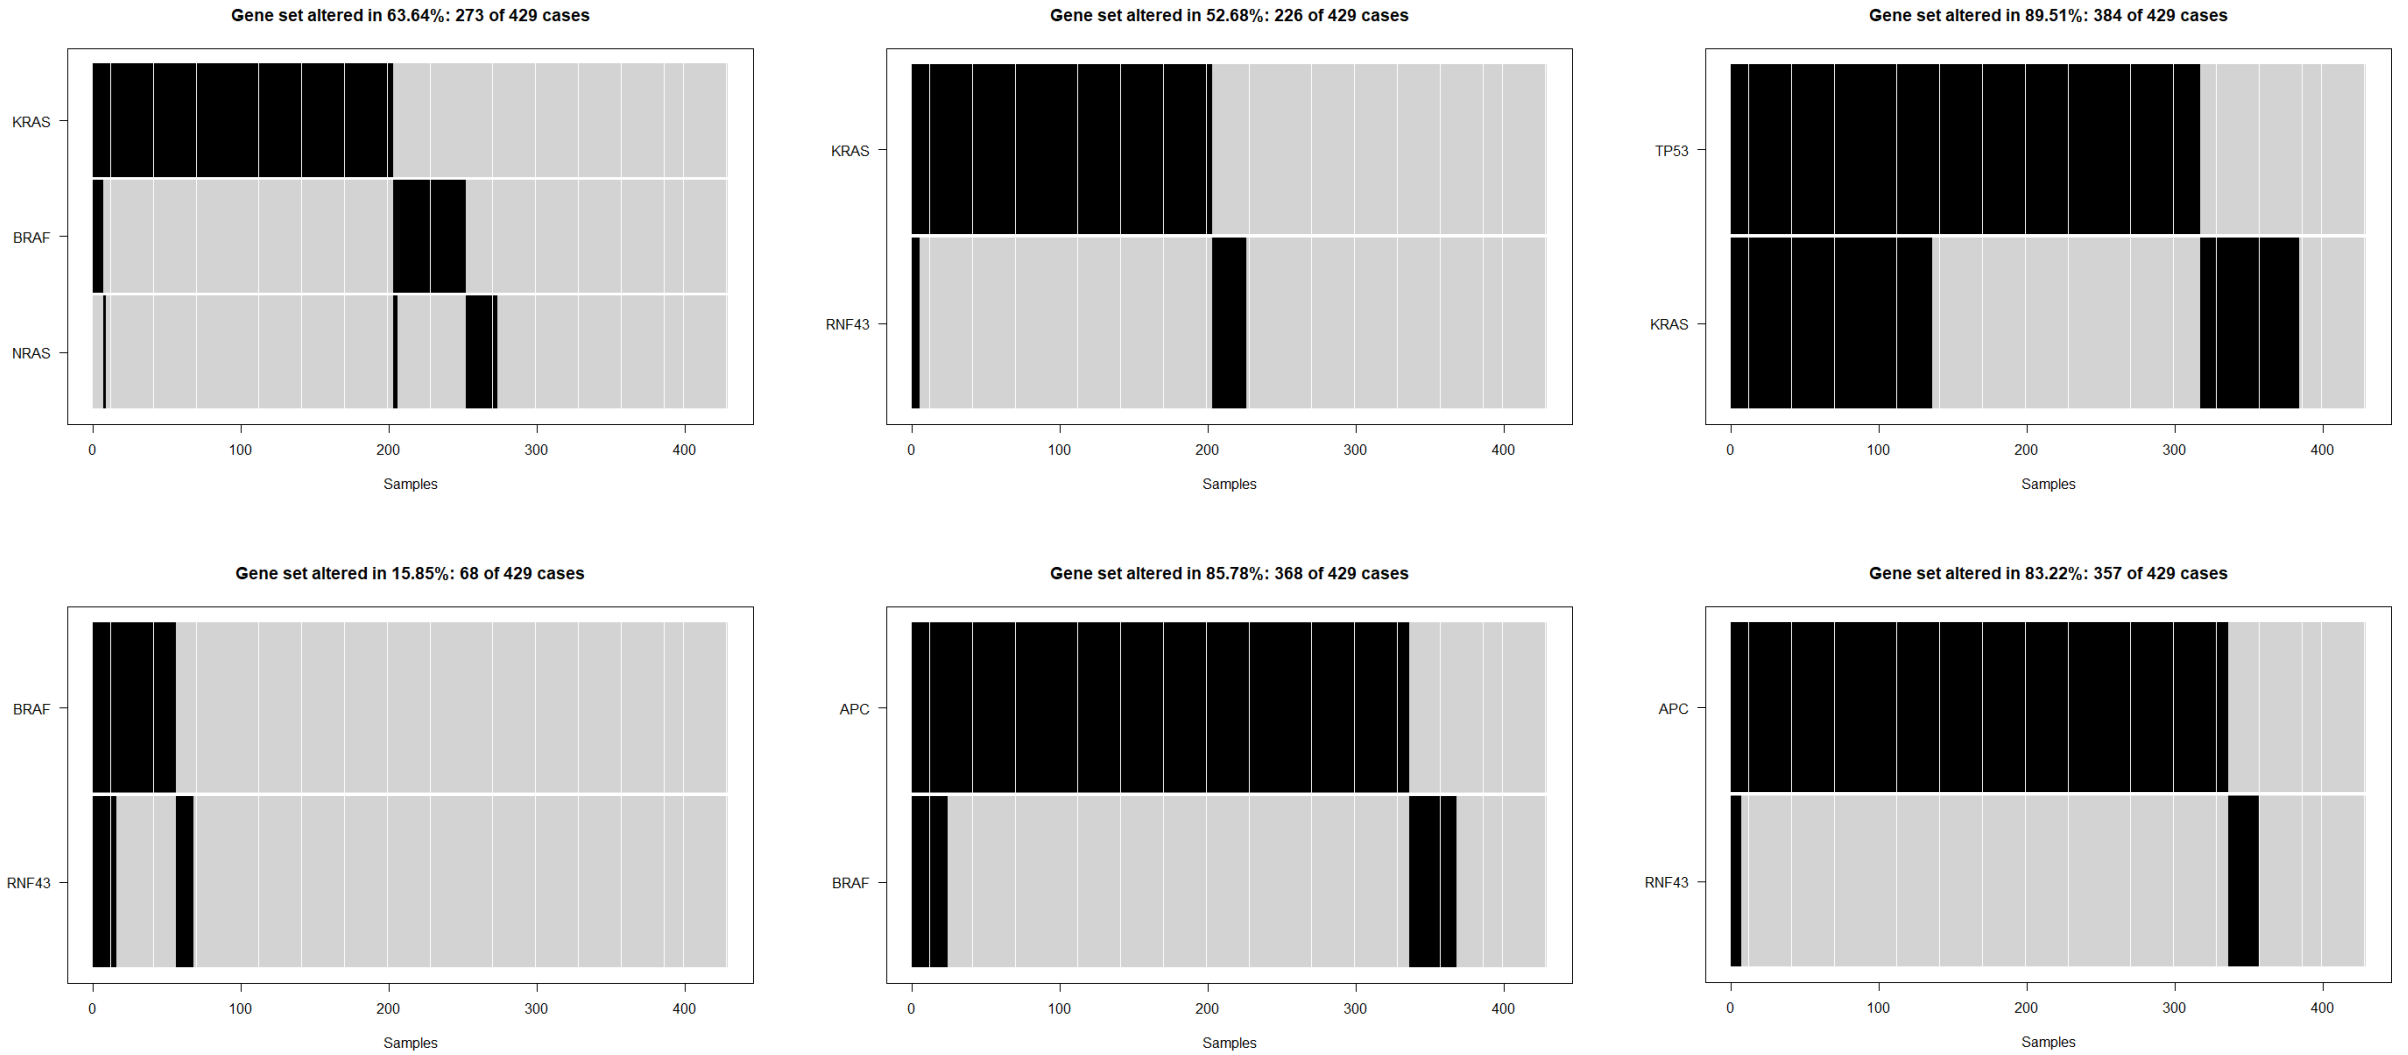 Gene set altered in 63.64%: 273 of 429 cases
KRAS
BRAF
NRAS
0 100 200 300 400
Samples
Gene set altered in 52.68%: 226 of 429 cases
KRAS
RNF43
0 100 200 300 400
Samples
Gene set altered in 89.51%: 384 of 429 cases
TP53
KRAS
0 100 200 300 400
Samples
Gene set altered in 15.85%: 68 of 429 cases
BRAF
RNF43
0 100 200 300 400
Samples
Gene set altered in 85.78%: 368 of 429 cases
APC
BRAF
0 100 200 300 400
Samples
Gene set altered in 83.22%: 357 of 429 cases
APC
RNF43
0 100 200 300 400
Samples